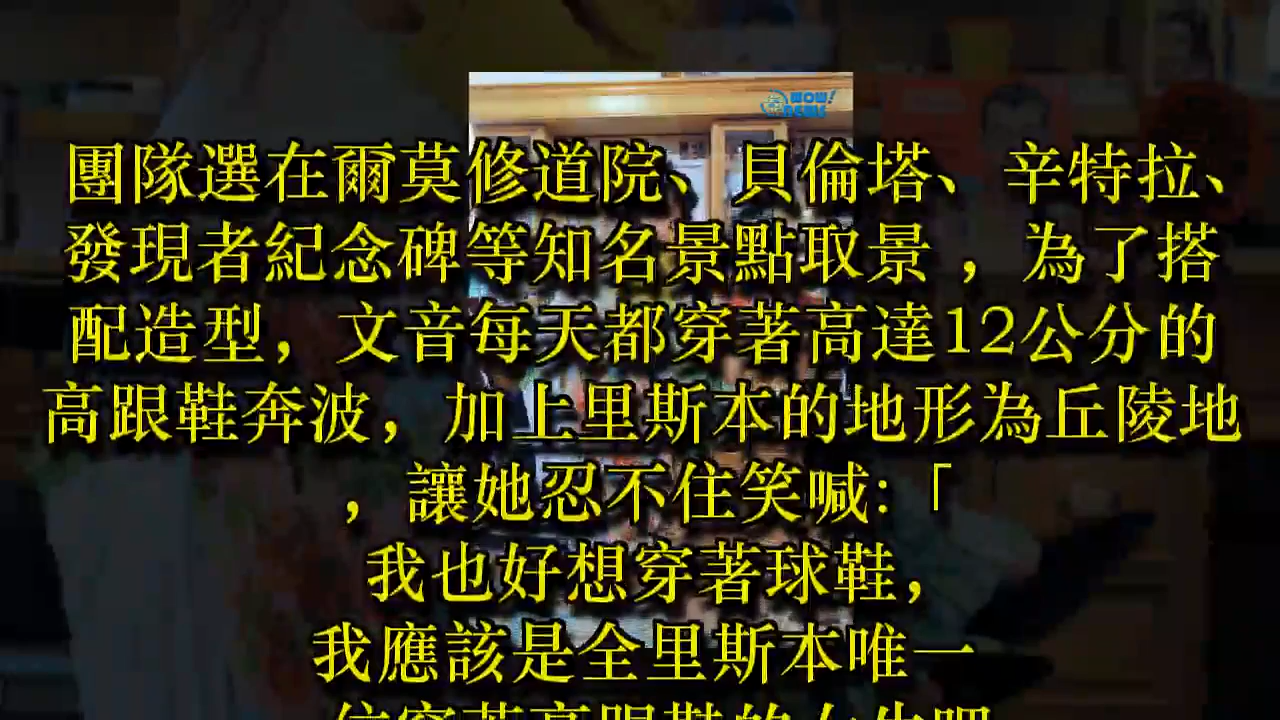 WOW!
NEWS
團隊選在爾莫修道院、貝倫塔、辛特拉、
發現者紀念碑等知名景點取景，為了搭
配造型，文音每天都穿著高達12公分的
高跟鞋奔波，加上里斯本的地形為丘陵地
，讓她忍不住笑喊:「
我也好想穿著球鞋，
我應該是全里斯本唯一